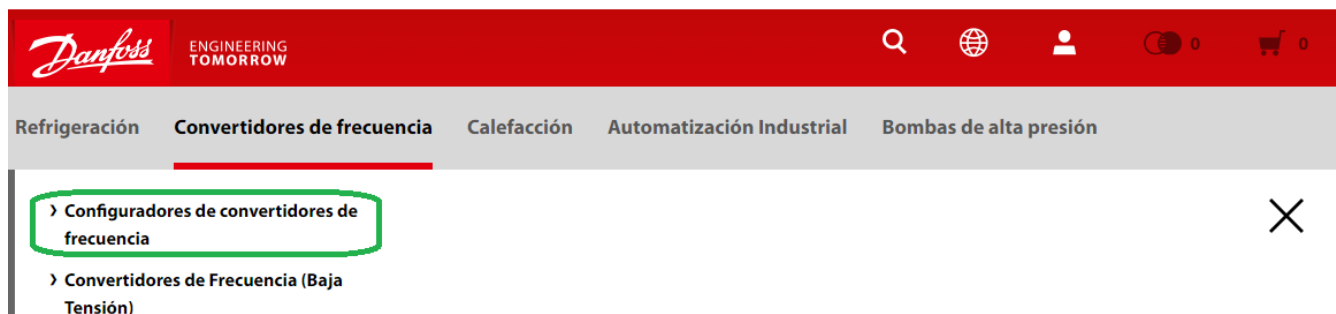 Danfoss
ENGINEERING
TOMORROW
0
0
Refrigeración
Convertidores de frecuencia
Calefacción
Automatización Industrial
Bombas de alta presión
Configuradores de convertidores de
frecuencia
Convertidores de Frecuencia (Baja
Tensión)